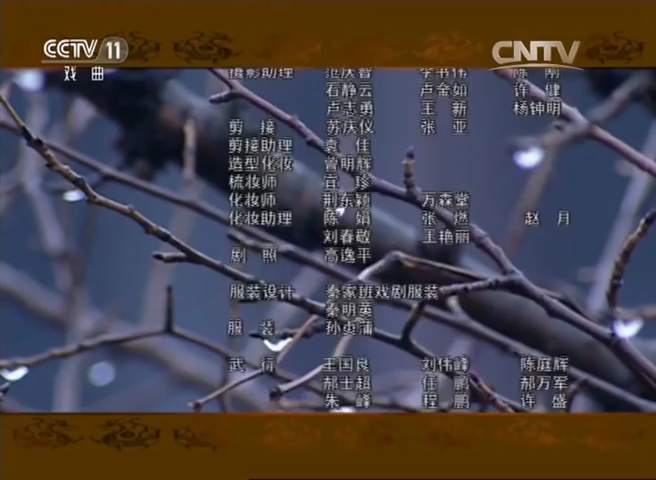 CCTV 11
戏 曲
CNTV
摄影助理 范庆智 李书伟 陈 刚
石静云 卢金如 许 健
卢志勇 王 新 杨钟明
剪 接 苏庆仪 张 亚
剪接助理 袁 佳
造型化妆 曾明辉
梳妆师 宜 珍
化妆师 荆东颖 万森堂
化妆助理 陈 娟 张 燃 赵 月
刘春敬 王艳丽
剧 照 高逸平
服装设计 秦家班戏剧服装
秦明英
服 装 孙更蒲
武 行 王国良 刘伟峰 陈庭辉
郝士超 任 鹏 郝万军
朱 峰 程 鹏 许 盛